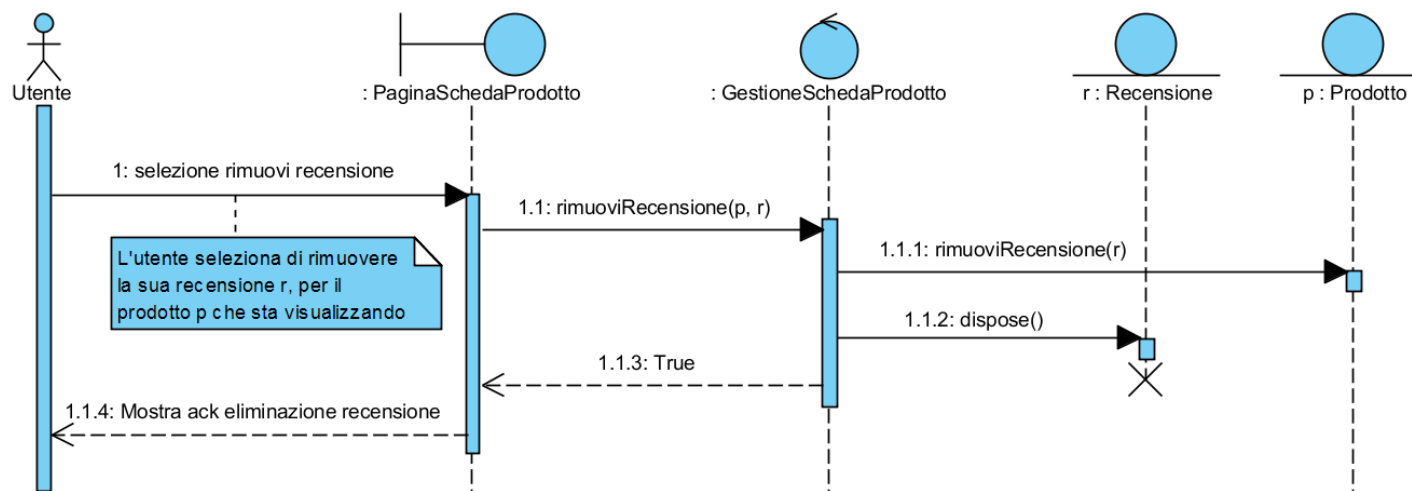 Utente
: PaginaSchedaProdotto
: GestioneSchedaProdotto
r : Recensione
p : Prodotto
1: selezione rimuovi recensione
1.1: rimuoviRecensione(p, r)
L'utente seleziona di rimuovere
la sua recensione r, per il
prodotto p che sta visualizzando
1.1.1: rimuoviRecensione(r)
1.1.2: dispose()
1.1.3: True
1.1.4: Mostra ack eliminazione recensione